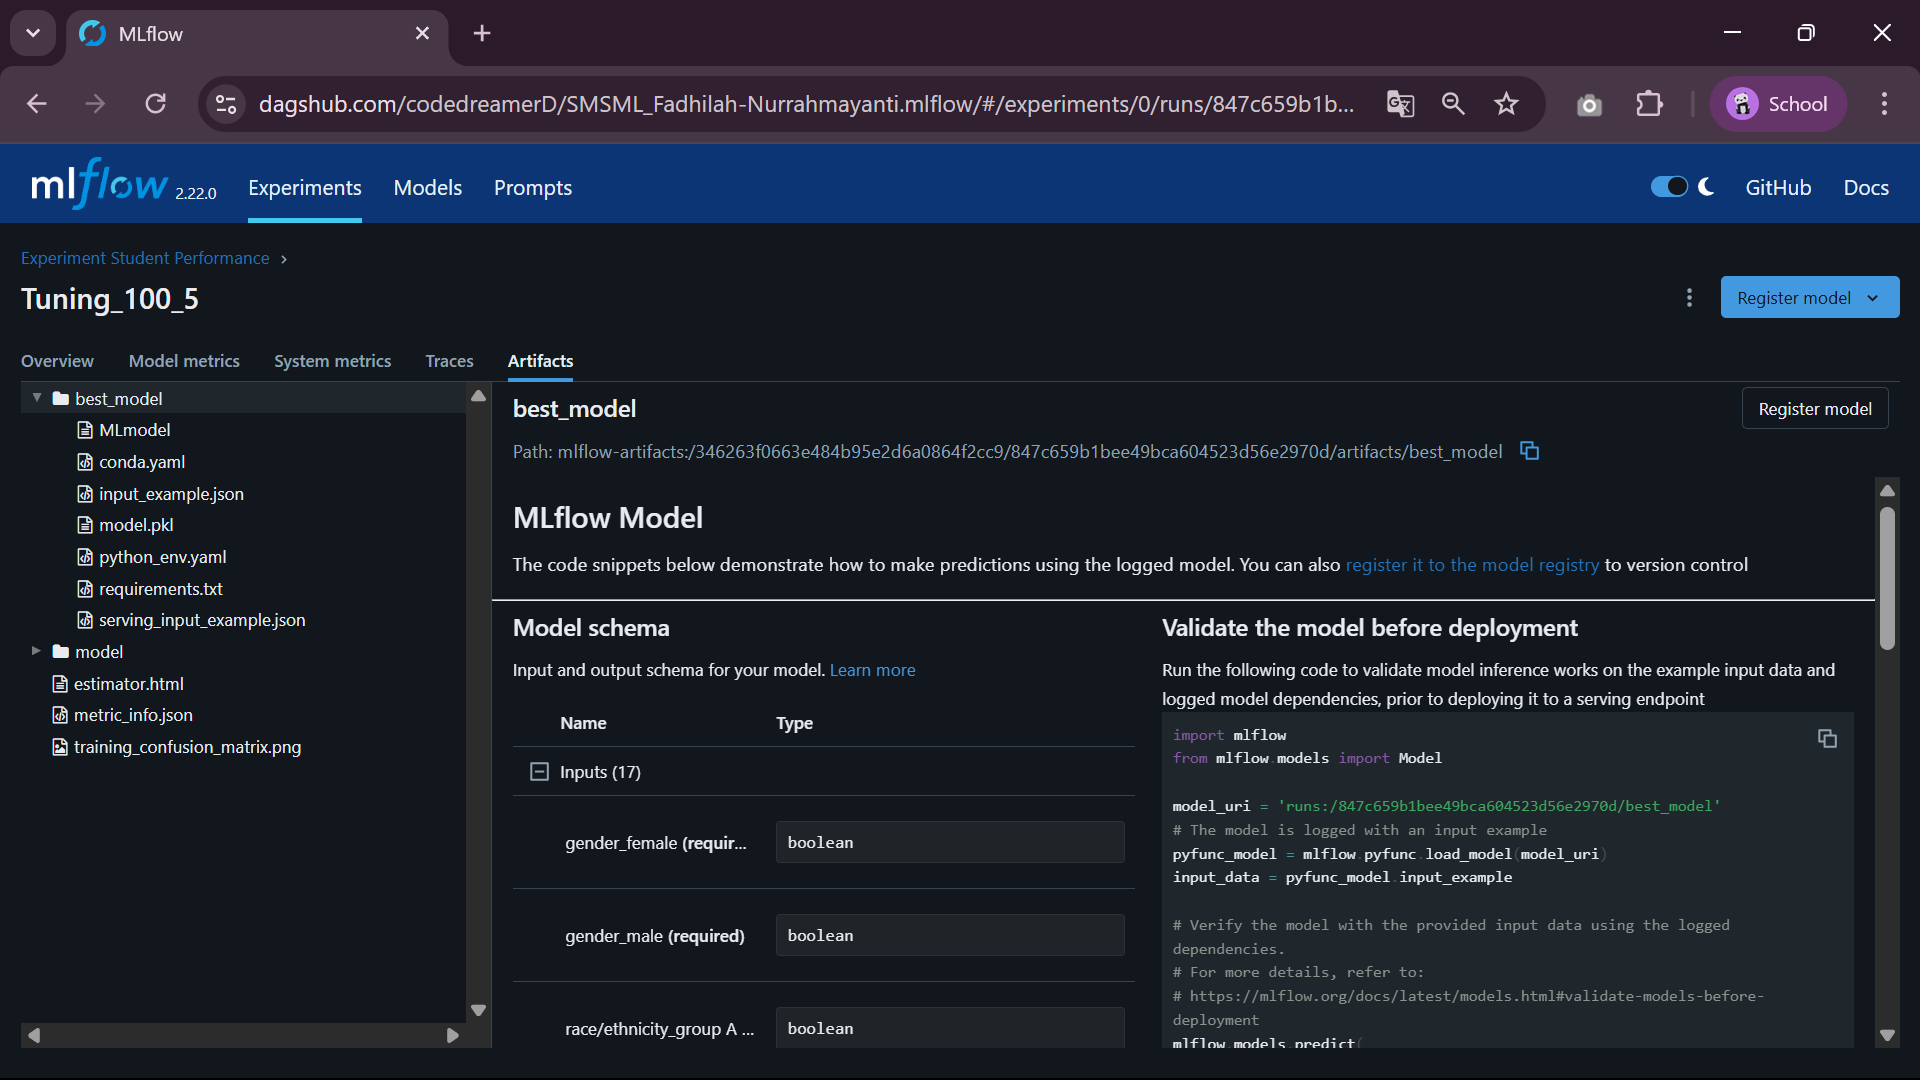 MLflow
dagshub.com/codedreamerD/SMSML_Fadhilah-Nurrahmayanti.mlflow/#/experiments/0/runs/847c659b1b...
School
mlflow 2.22.0 Experiments Models Prompts GitHub Docs
Experiment Student Performance >
Tuning_100_5
Register model
Overview Model metrics System metrics Traces Artifacts
best_model
MLmodel
conda.yaml
input_example.json
model.pkl
python_env.yaml
requirements.txt
serving_input_example.json
model
estimator.html
metric_info.json
training_confusion_matrix.png
best_model
Register model
Path: mlflow-artifacts:/346263f0663e484b95e2d6a0864f2cc9/847c659b1bee49bca604523d56e2970d/artifacts/best_model
MLflow Model
The code snippets below demonstrate how to make predictions using the logged model. You can also register it to the model registry to version control
Model schema
Input and output schema for your model. Learn more
Name Type
Inputs (17)
gender_female (requir... boolean
gender_male (required) boolean
race/ethnicity_group A ... boolean
Validate the model before deployment
Run the following code to validate model inference works on the example input data and
logged model dependencies, prior to deploying it to a serving endpoint
import mlflow
from mlflow.models import Model
model_uri = 'runs:/847c659b1bee49bca604523d56e2970d/best_model'
# The model is logged with an input example
pyfunc_model = mlflow.pyfunc.load_model(model_uri)
input_data = pyfunc_model.input_example
# Verify the model with the provided input data using the logged
dependencies.
# For more details, refer to:
# https://mlflow.org/docs/latest/models.html#validate-models-before-
deployment
mlflow.models.predict(